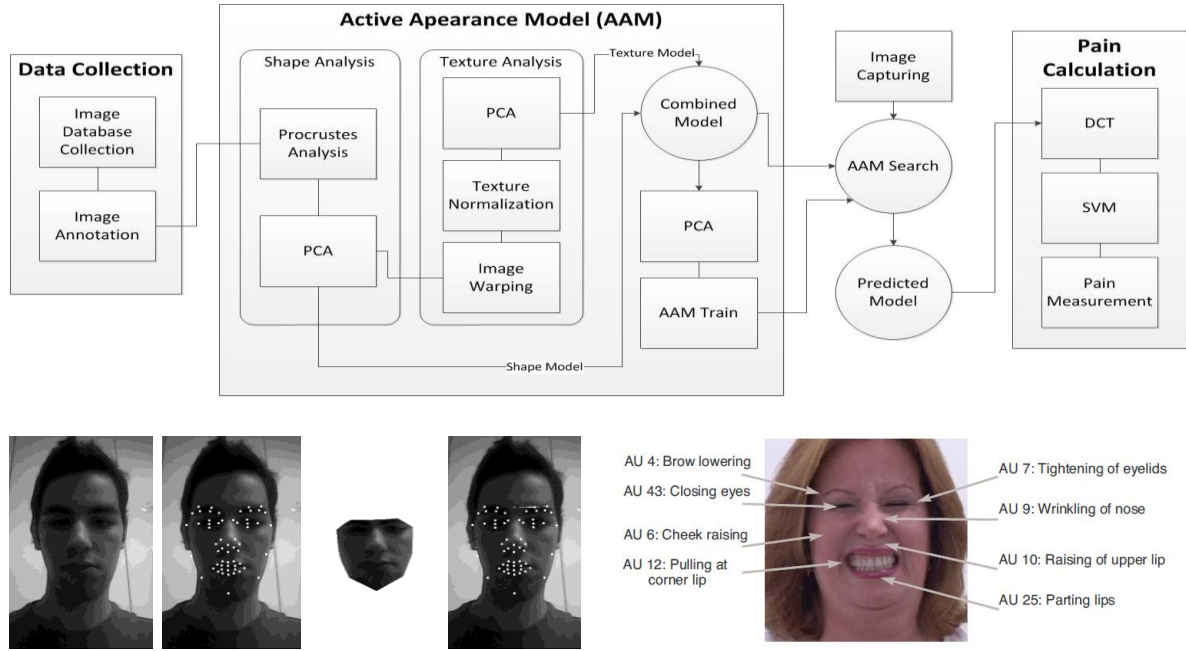 Active Apearance Model (AAM)
Data Collection
Image
Database
Collection
Image
Annotation
Shape Analysis
Procrustes
Analysis
PCA
Texture Analysis
PCA
Texture
Normalization
Image
Warping
Texture Model
Shape Model
Combined
Model
PCA
AAM Train
Image
Capturing
AAM Search
Predicted
Model
Pain
Calculation
DCT
SVM
Pain
Measurement
AU 4: Brow lowering
AU 43: Closing eyes
AU 6: Cheek raising
AU 12: Pulling at
corner lip
AU 7: Tightening of eyelids
AU 9: Wrinkling of nose
AU 10: Raising of upper lip
AU 25: Parting lips